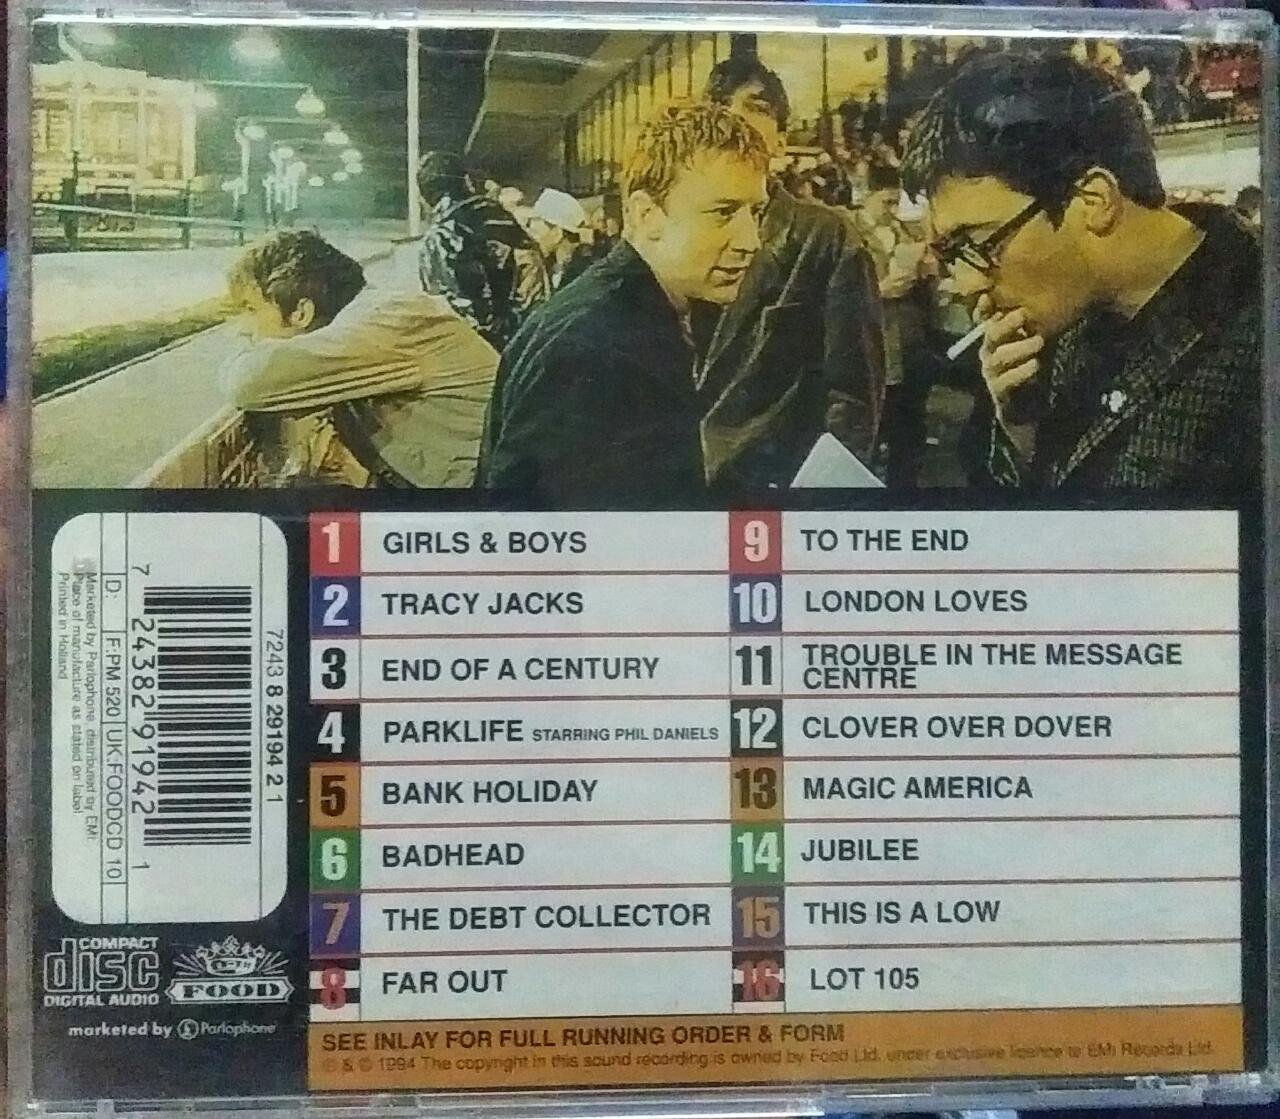 1 GIRLS & BOYS
2 TRACY JACKS
3 END OF A CENTURY
4 PARKLIFE STARRING PHIL DANIELS
5 BANK HOLIDAY
6 BADHEAD
7 THE DEBT COLLECTOR
8 FAR OUT
9 TO THE END
10 LONDON LOVES
11 TROUBLE IN THE MESSAGE
CENTRE
12 CLOVER OVER DOVER
13 MAGIC AMERICA
14 JUBILEE
15 THIS IS A LOW
16 LOT 105
SEE INLAY FOR FULL RUNNING ORDER & FORM
℗ & © 1994 The copyright in this sound recording is owned by Food Ltd. under exclusive licence to EMI Records Ltd.
7243 8 29194 2 1
7 24382 91942 1
D: F:PM 520 UK:FOODCD 10
Marketed by Parlophone, distributed by EMI.
Place of manufacture as stated on label
Printed in Holland
COMPACT
disc
DIGITAL AUDIO
FOOD
marketed by Parlophone